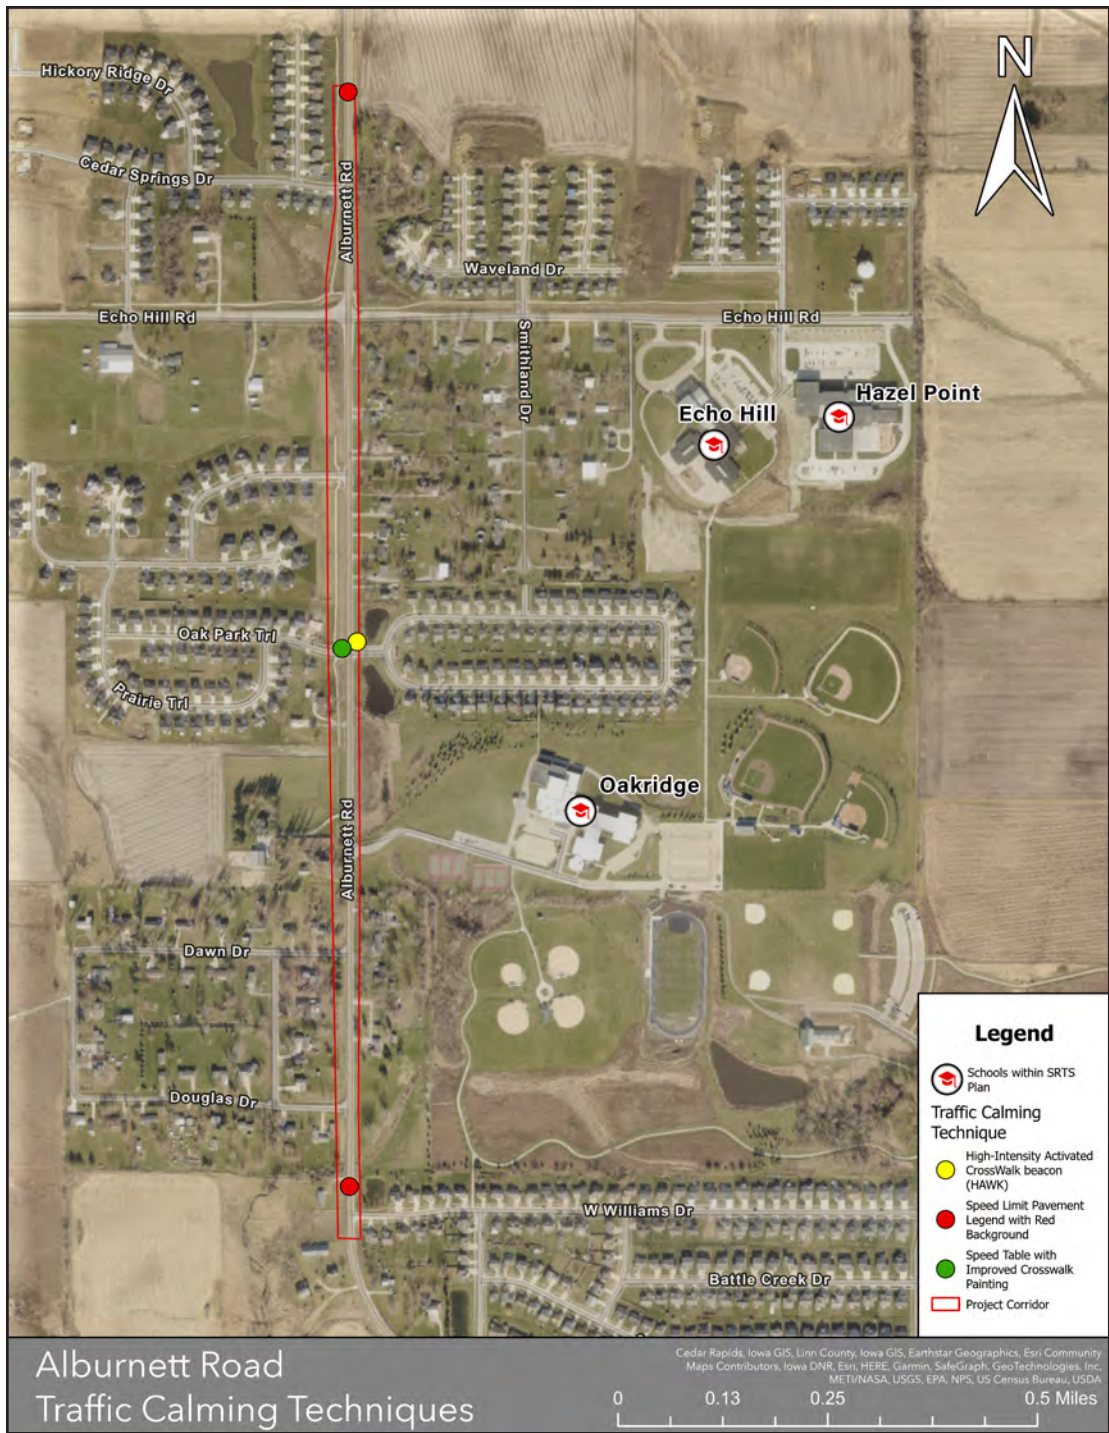 N
Hickory Ridge Dr
Cedar Springs Dr
Alburnett Rd
Waveland Dr
Echo Hill Rd
Echo Hill Rd
Smithland Dr
Hazel Point
Echo Hill
Oak Park Trl
Prairie Trl
Oakridge
Alburnett Rd
Dawn Dr
Douglas Dr
W Williams Dr
Battle Creek Dr
Legend
Schools within SRTS
Plan
Traffic Calming
Technique
High-Intensity Activated
CrossWalk beacon
(HAWK)
Speed Limit Pavement
Legend with Red
Background
Speed Table with
Improved Crosswalk
Painting
Project Corridor
Alburnett Road
Traffic Calming Techniques
Cedar Rapids, Iowa GIS, Linn County, Iowa GIS, Earthstar Geographics, Esri Community
Maps Contributors, Iowa DNR, Esri, HERE, Garmin, SafeGraph, GeoTechnologies, Inc,
METI/NASA, USGS, EPA, NPS, US Census Bureau, USDA
0 0.13 0.25 0.5 Miles